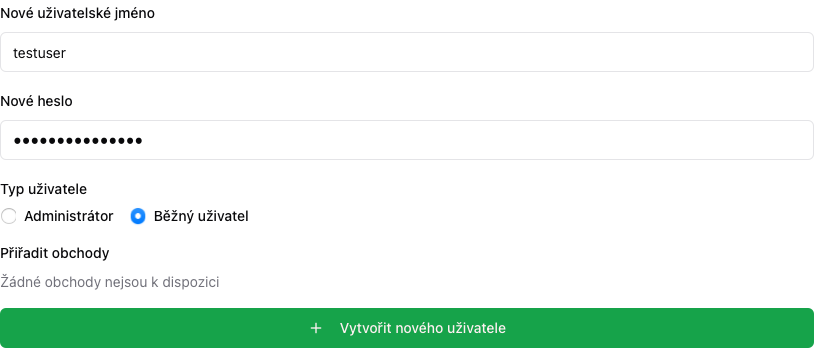 Nové uživatelské jméno
testuser
Nové heslo
•••••••••••••••
Typ uživatele
Administrátor Běžný uživatel
Přiřadit obchody
Žádné obchody nejsou k dispozici
+ Vytvořit nového uživatele